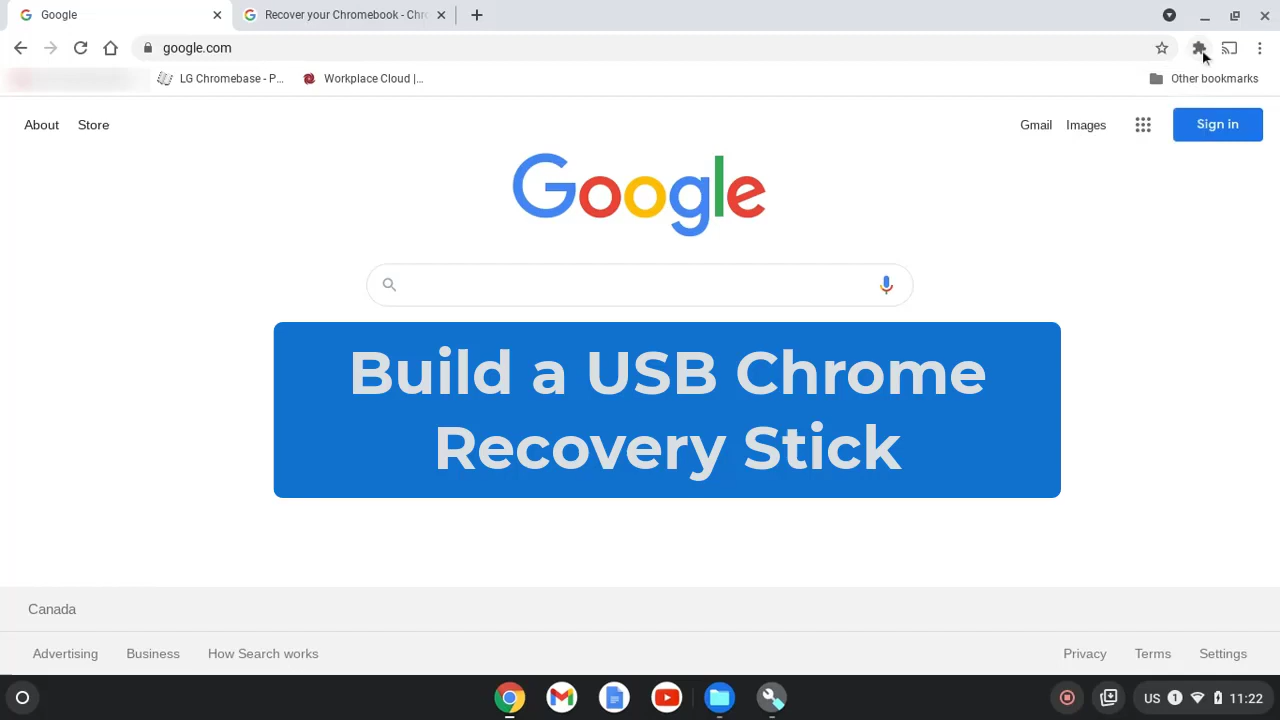 Google
Recover your Chromebook - Chro
google.com
LG Chromebase - P...
Workplace Cloud |...
Other bookmarks
About Store
Gmail Images Sign in
Google
Build a USB Chrome
Recovery Stick
Canada
Advertising Business How Search works
Privacy Terms Settings
US 1 11:22